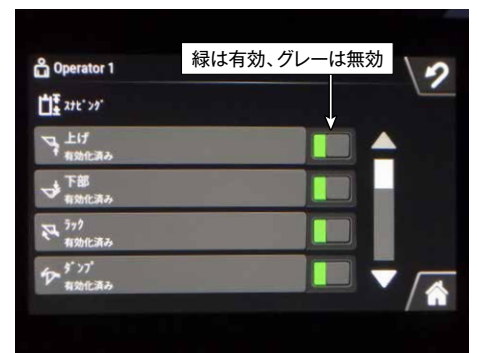 緑は有効、グレーは無効
Operator 1
ｽﾅﾋﾟﾝｸﾞ
上げ
有効化済み
下部
有効化済み
ﾗｯｸ
有効化済み
ﾀﾞﾝﾌﾟ
有効化済み